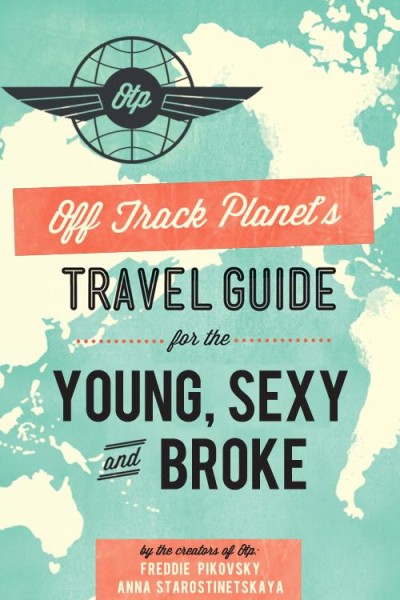 Otp
Off Track Planet's
TRAVEL GUIDE
for the
YOUNG, SEXY
and BROKE
by the creators of Otp:
FREDDIE PIKOVSKY
ANNA STAROSTINETSKAYA